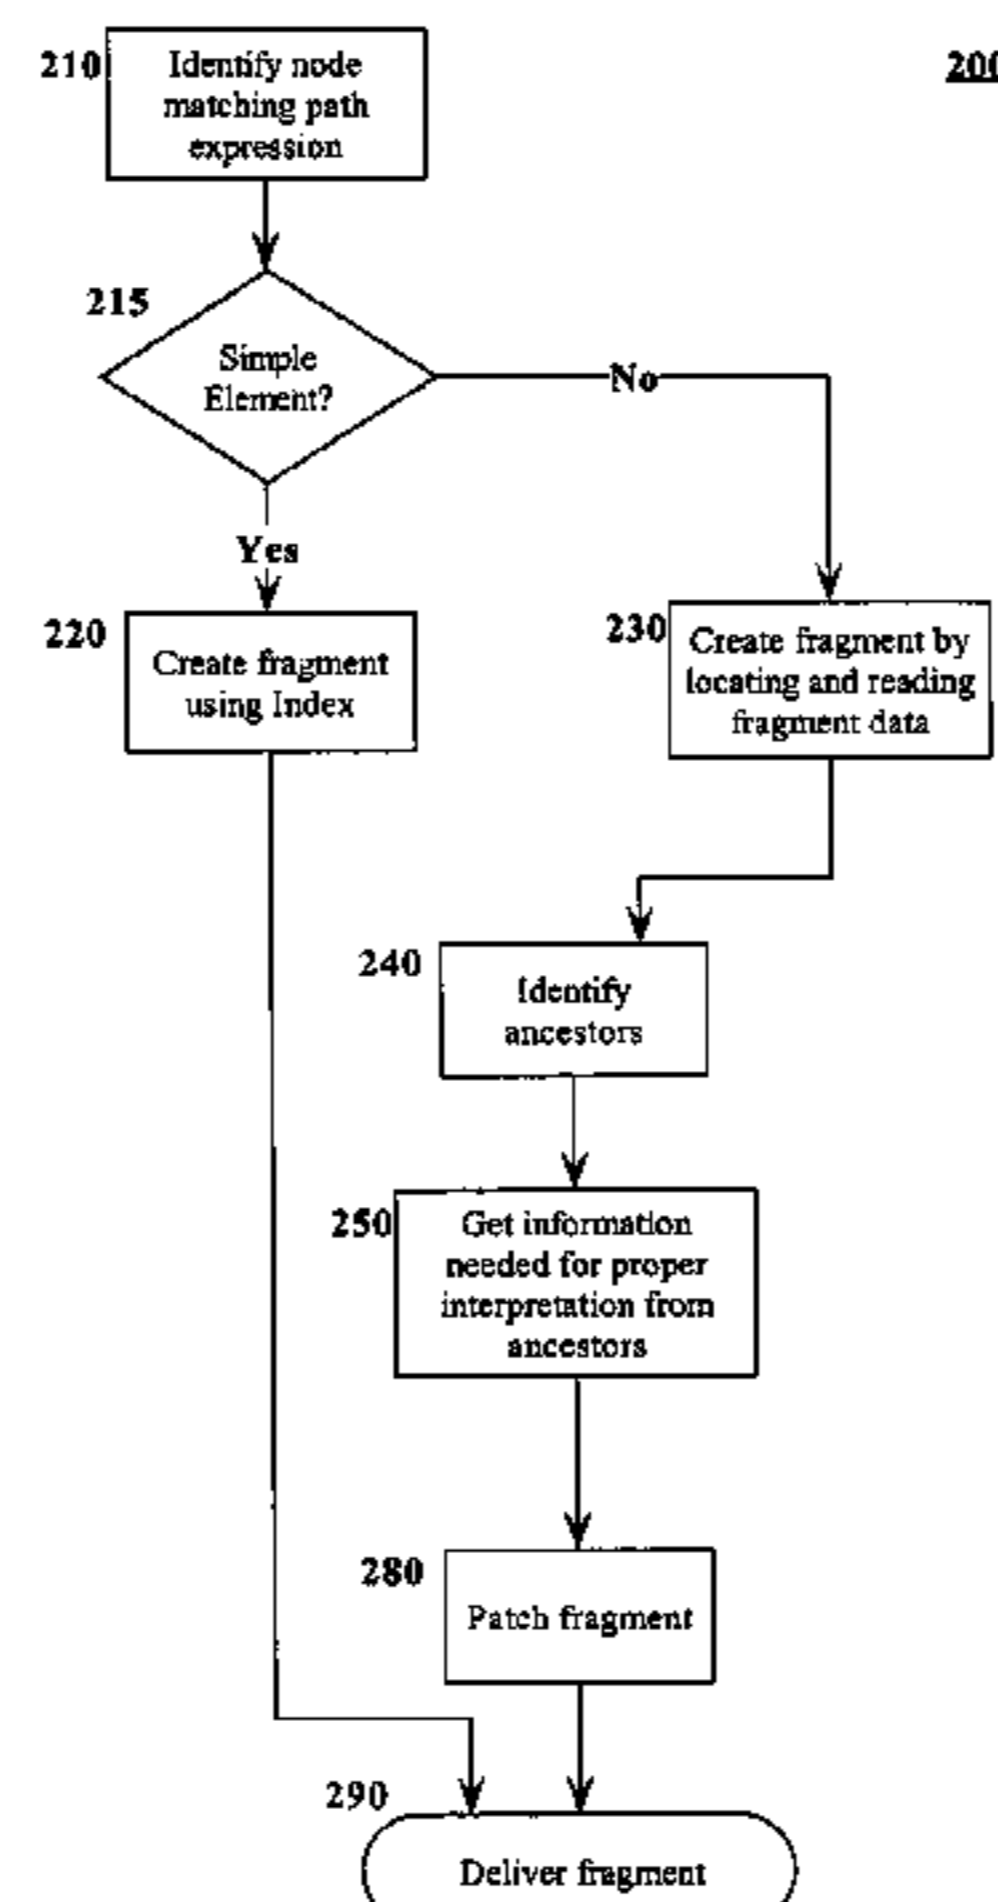 210
Identify node
matching path
expression
200
215
Simple
Element?
No
Yes
220
Create fragment
using Index
230
Create fragment by
locating and reading
fragment data
240
Identify
ancestors
250
Get information
needed for proper
interpretation from
ancestors
280
Patch fragment
290
Deliver fragment